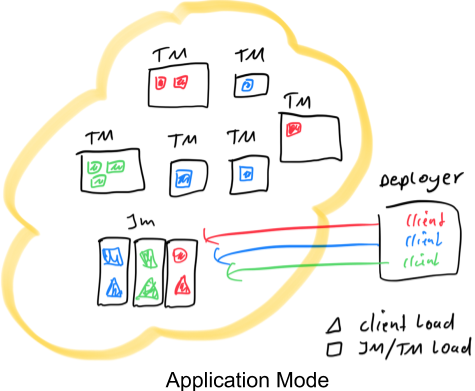 TM
TM
TM
TM
TM
TM
Jm
Deployer
Client
Client
Client
client Load
JM/TM Load
Application Mode